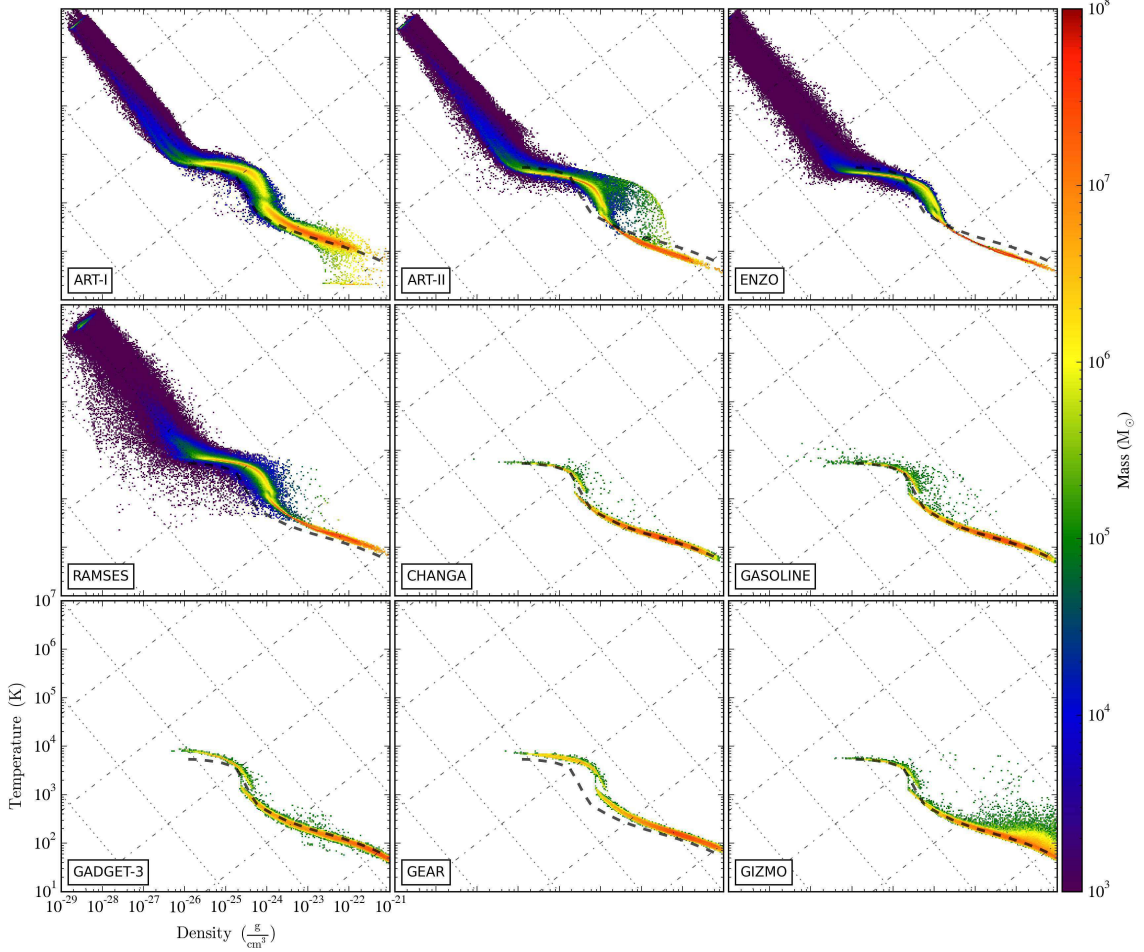 ART-I
ART-II
ENZO
RAMSES
CHANGA
GASOLINE
GADGET-3
GEAR
GIZMO
10^7
10^6
10^5
10^4
10^3
10^2
10^1
Temperature (K)
10^-29 10^-28 10^-27 10^-26 10^-25 10^-24 10^-23 10^-22 10^-21
Density (g/cm^3)
10^8
10^7
10^6
10^5
10^4
10^3
Mass (M☉)